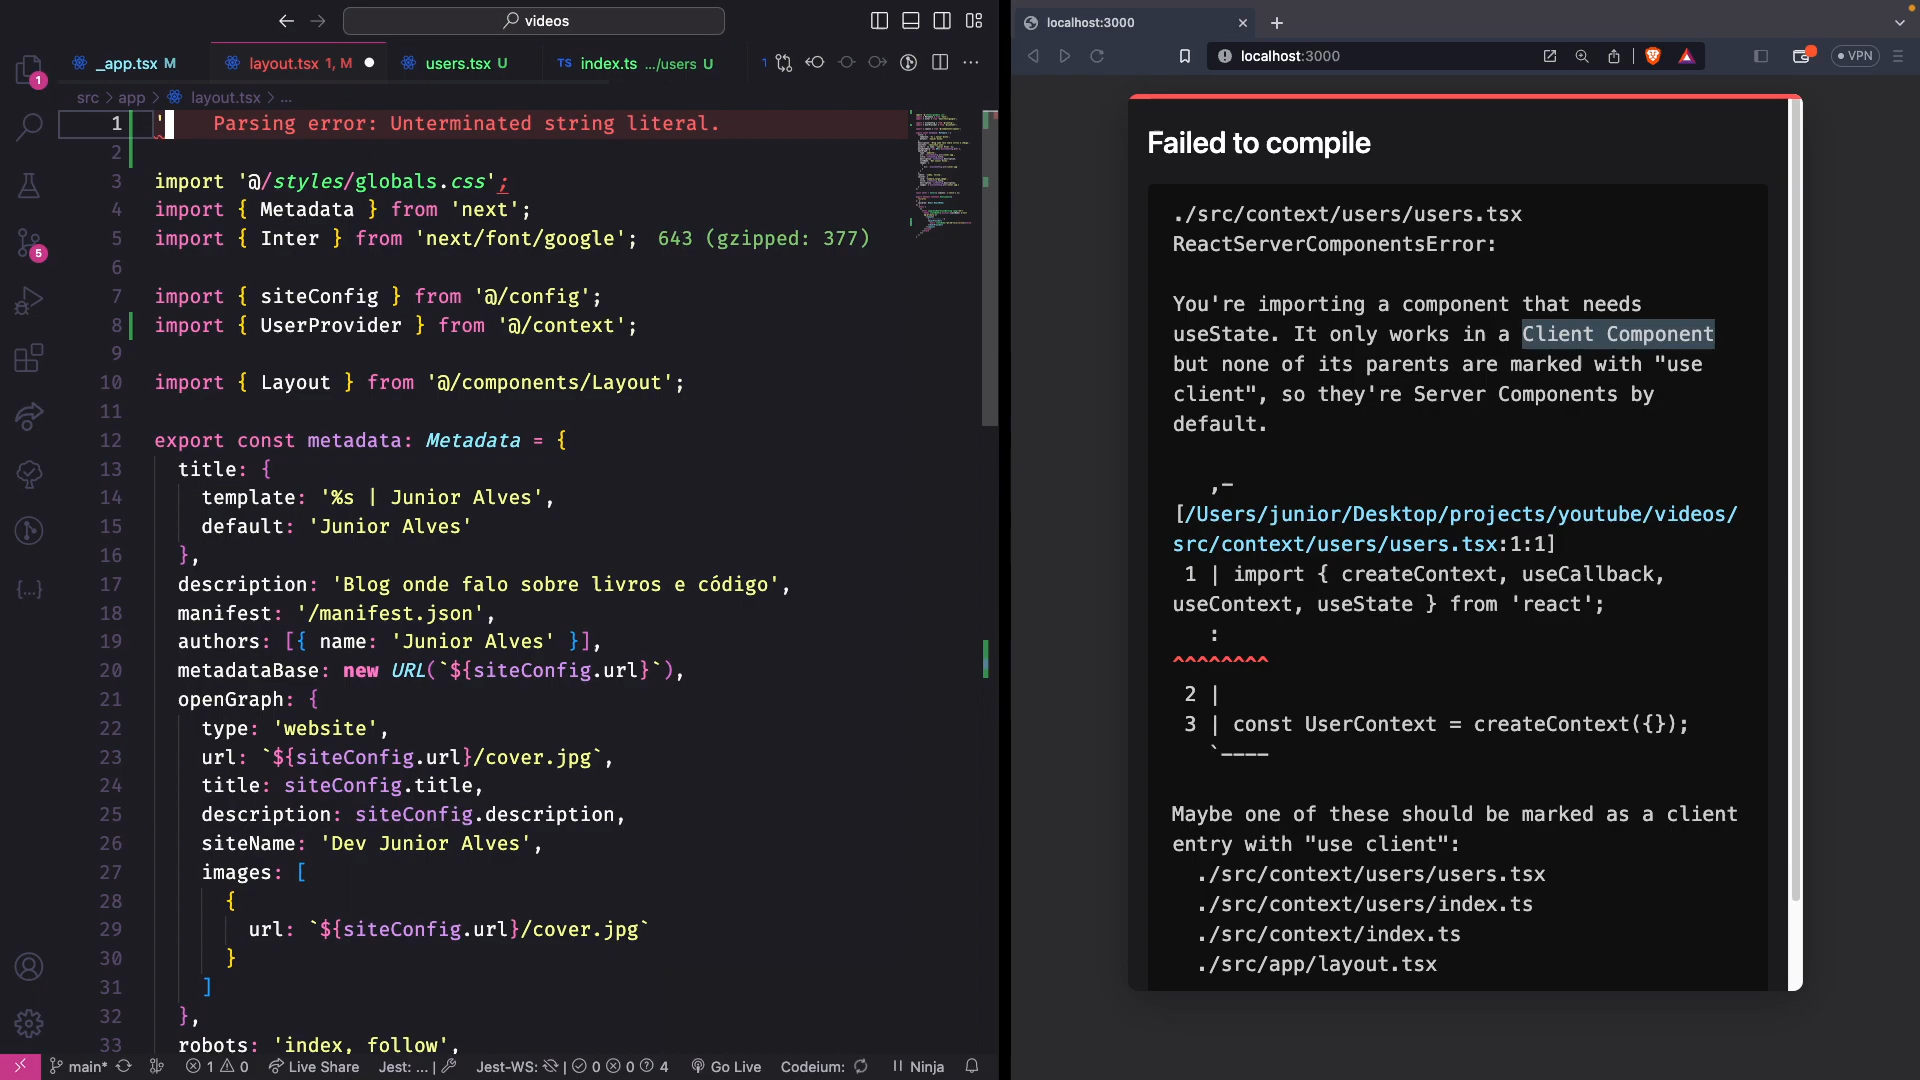 videos
_app.tsx M
layout.tsx 1, M
users.tsx U
index.ts .../users U
src > app > layout.tsx > ...
1 ' Parsing error: Unterminated string literal.
2
3 import '@/styles/globals.css';
4 import { Metadata } from 'next';
5 import { Inter } from 'next/font/google'; 643 (gzipped: 377)
6
7 import { siteConfig } from '@/config';
8 import { UserProvider } from '@/context';
9
10 import { Layout } from '@/components/Layout';
11
12 export const metadata: Metadata = {
13 title: {
14 template: '%s | Junior Alves',
15 default: 'Junior Alves'
16 },
17 description: 'Blog onde falo sobre livros e código',
18 manifest: '/manifest.json',
19 authors: [{ name: 'Junior Alves' }],
20 metadataBase: new URL(`${siteConfig.url}`),
21 openGraph: {
22 type: 'website',
23 url: `${siteConfig.url}/cover.jpg`,
24 title: siteConfig.title,
25 description: siteConfig.description,
26 siteName: 'Dev Junior Alves',
27 images: [
28 {
29 url: `${siteConfig.url}/cover.jpg`
30 }
31 ]
32 },
33 robots: 'index, follow',
1
5
main* 1 0 Live Share Jest: ... | Jest-WS: | 0 0 4 Go Live Codeium: Ninja
localhost:3000
localhost:3000
VPN
Failed to compile
./src/context/users/users.tsx
ReactServerComponentsError:
You're importing a component that needs
useState. It only works in a Client Component
but none of its parents are marked with "use
client", so they're Server Components by
default.
,-
[/Users/junior/Desktop/projects/youtube/videos/
src/context/users/users.tsx:1:1]
1 | import { createContext, useCallback,
useContext, useState } from 'react';
:
^^^^^^^^
2 |
3 | const UserContext = createContext({});
`----
Maybe one of these should be marked as a client
entry with "use client":
./src/context/users/users.tsx
./src/context/users/index.ts
./src/context/index.ts
./src/app/layout.tsx